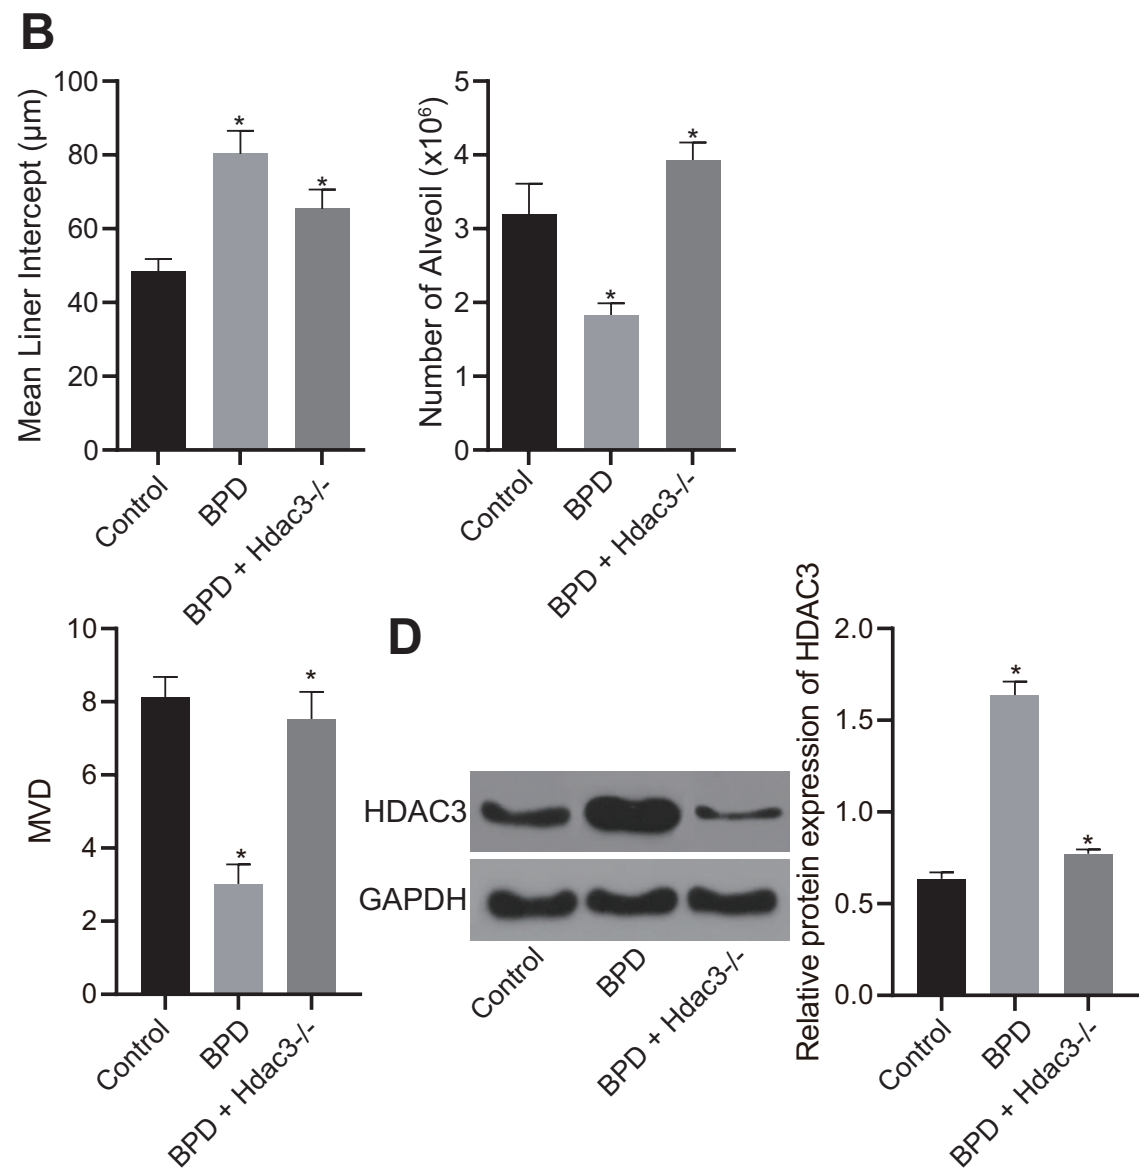 B
Mean Liner Intercept (μm)
100
80
60
40
20
0
*
*
Control
BPD
BPD + Hdac3-/-
Number of Alveoil (x10⁶)
5
4
3
2
1
0
*
*
Control
BPD
BPD + Hdac3-/-
MVD
10
8
6
4
2
0
*
*
Control
BPD
BPD + Hdac3-/-
D
HDAC3
GAPDH
Control
BPD
BPD + Hdac3-/-
Relative protein expression of HDAC3
2.0
1.5
1.0
0.5
0.0
*
*
Control
BPD
BPD + Hdac3-/-